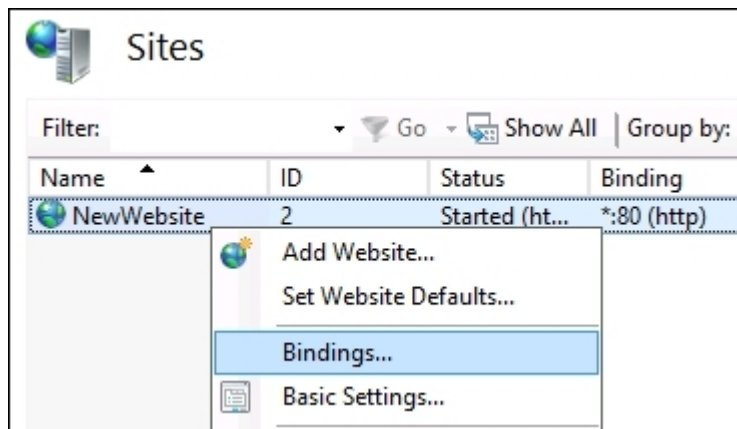 Sites
Filter: Go Show All Group by:
Name ID Status Binding
NewWebsite 2 Started (ht... *:80 (http)
Add Website...
Set Website Defaults...
Bindings...
Basic Settings...